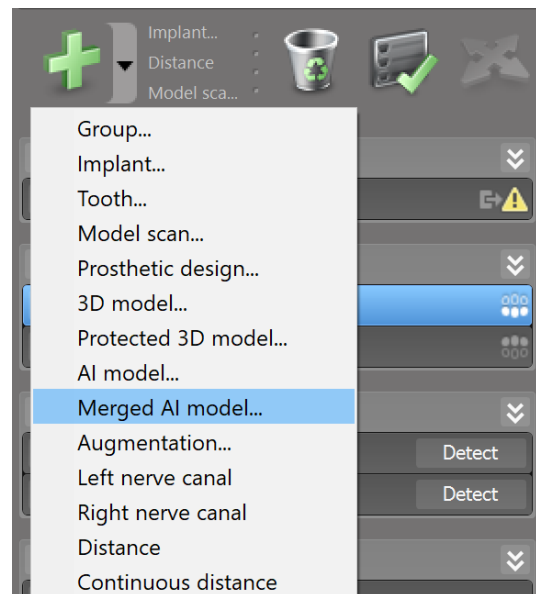 Implant...
Distance
Model sca...
Group...
Implant...
Tooth...
Model scan...
Prosthetic design...
3D model...
Protected 3D model...
AI model...
Merged AI model...
Augmentation...
Detect
Left nerve canal
Detect
Right nerve canal
Distance
Continuous distance